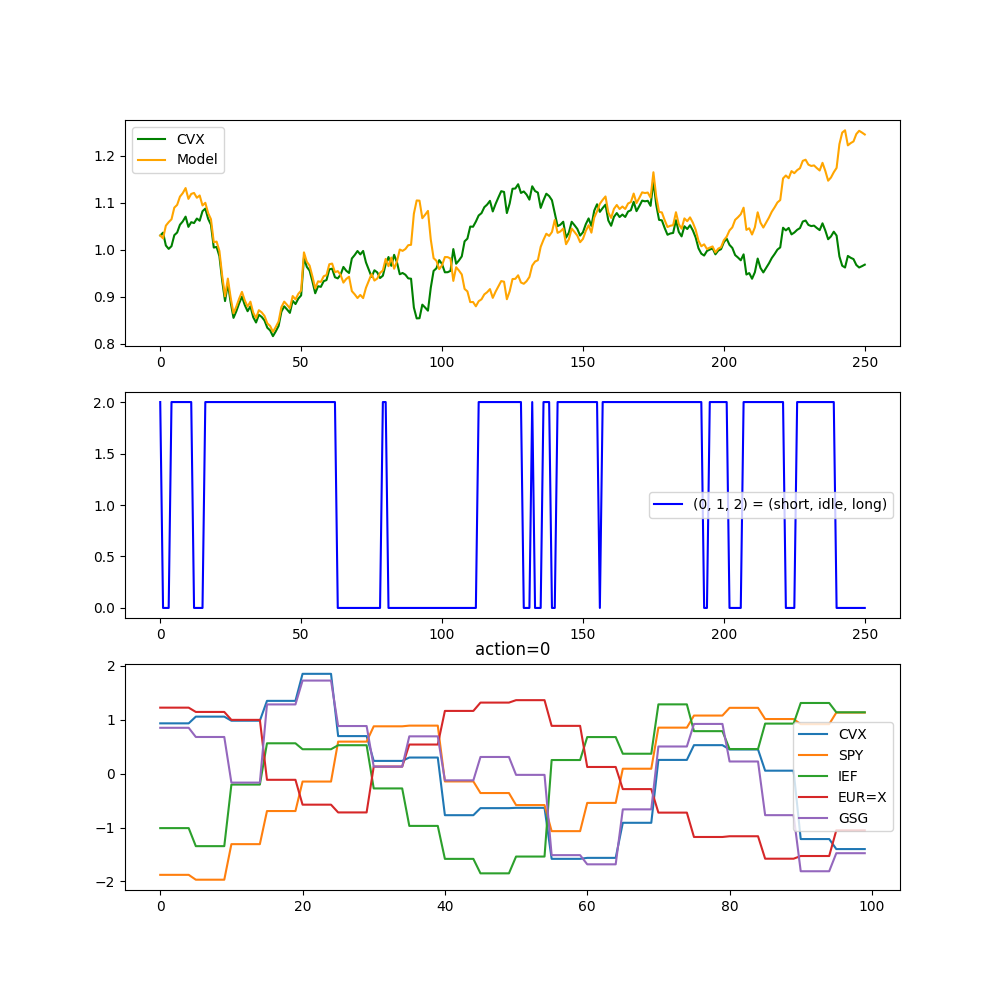 1.2
1.1
1.0
0.9
0.8
CVX
Model
0 50 100 150 200 250
2.0
1.5
1.0
0.5
0.0
(0, 1, 2) = (short, idle, long)
0 50 100 150 200 250
action=0
2
1
0
−1
−2
CVX
SPY
IEF
EUR=X
GSG
0 20 40 60 80 100